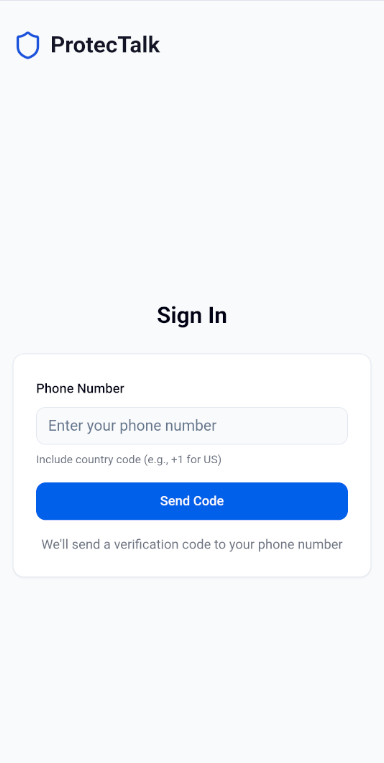 ProtecTalk
Sign In
Phone Number
Enter your phone number
Include country code (e.g., +1 for US)
Send Code
We'll send a verification code to your phone number